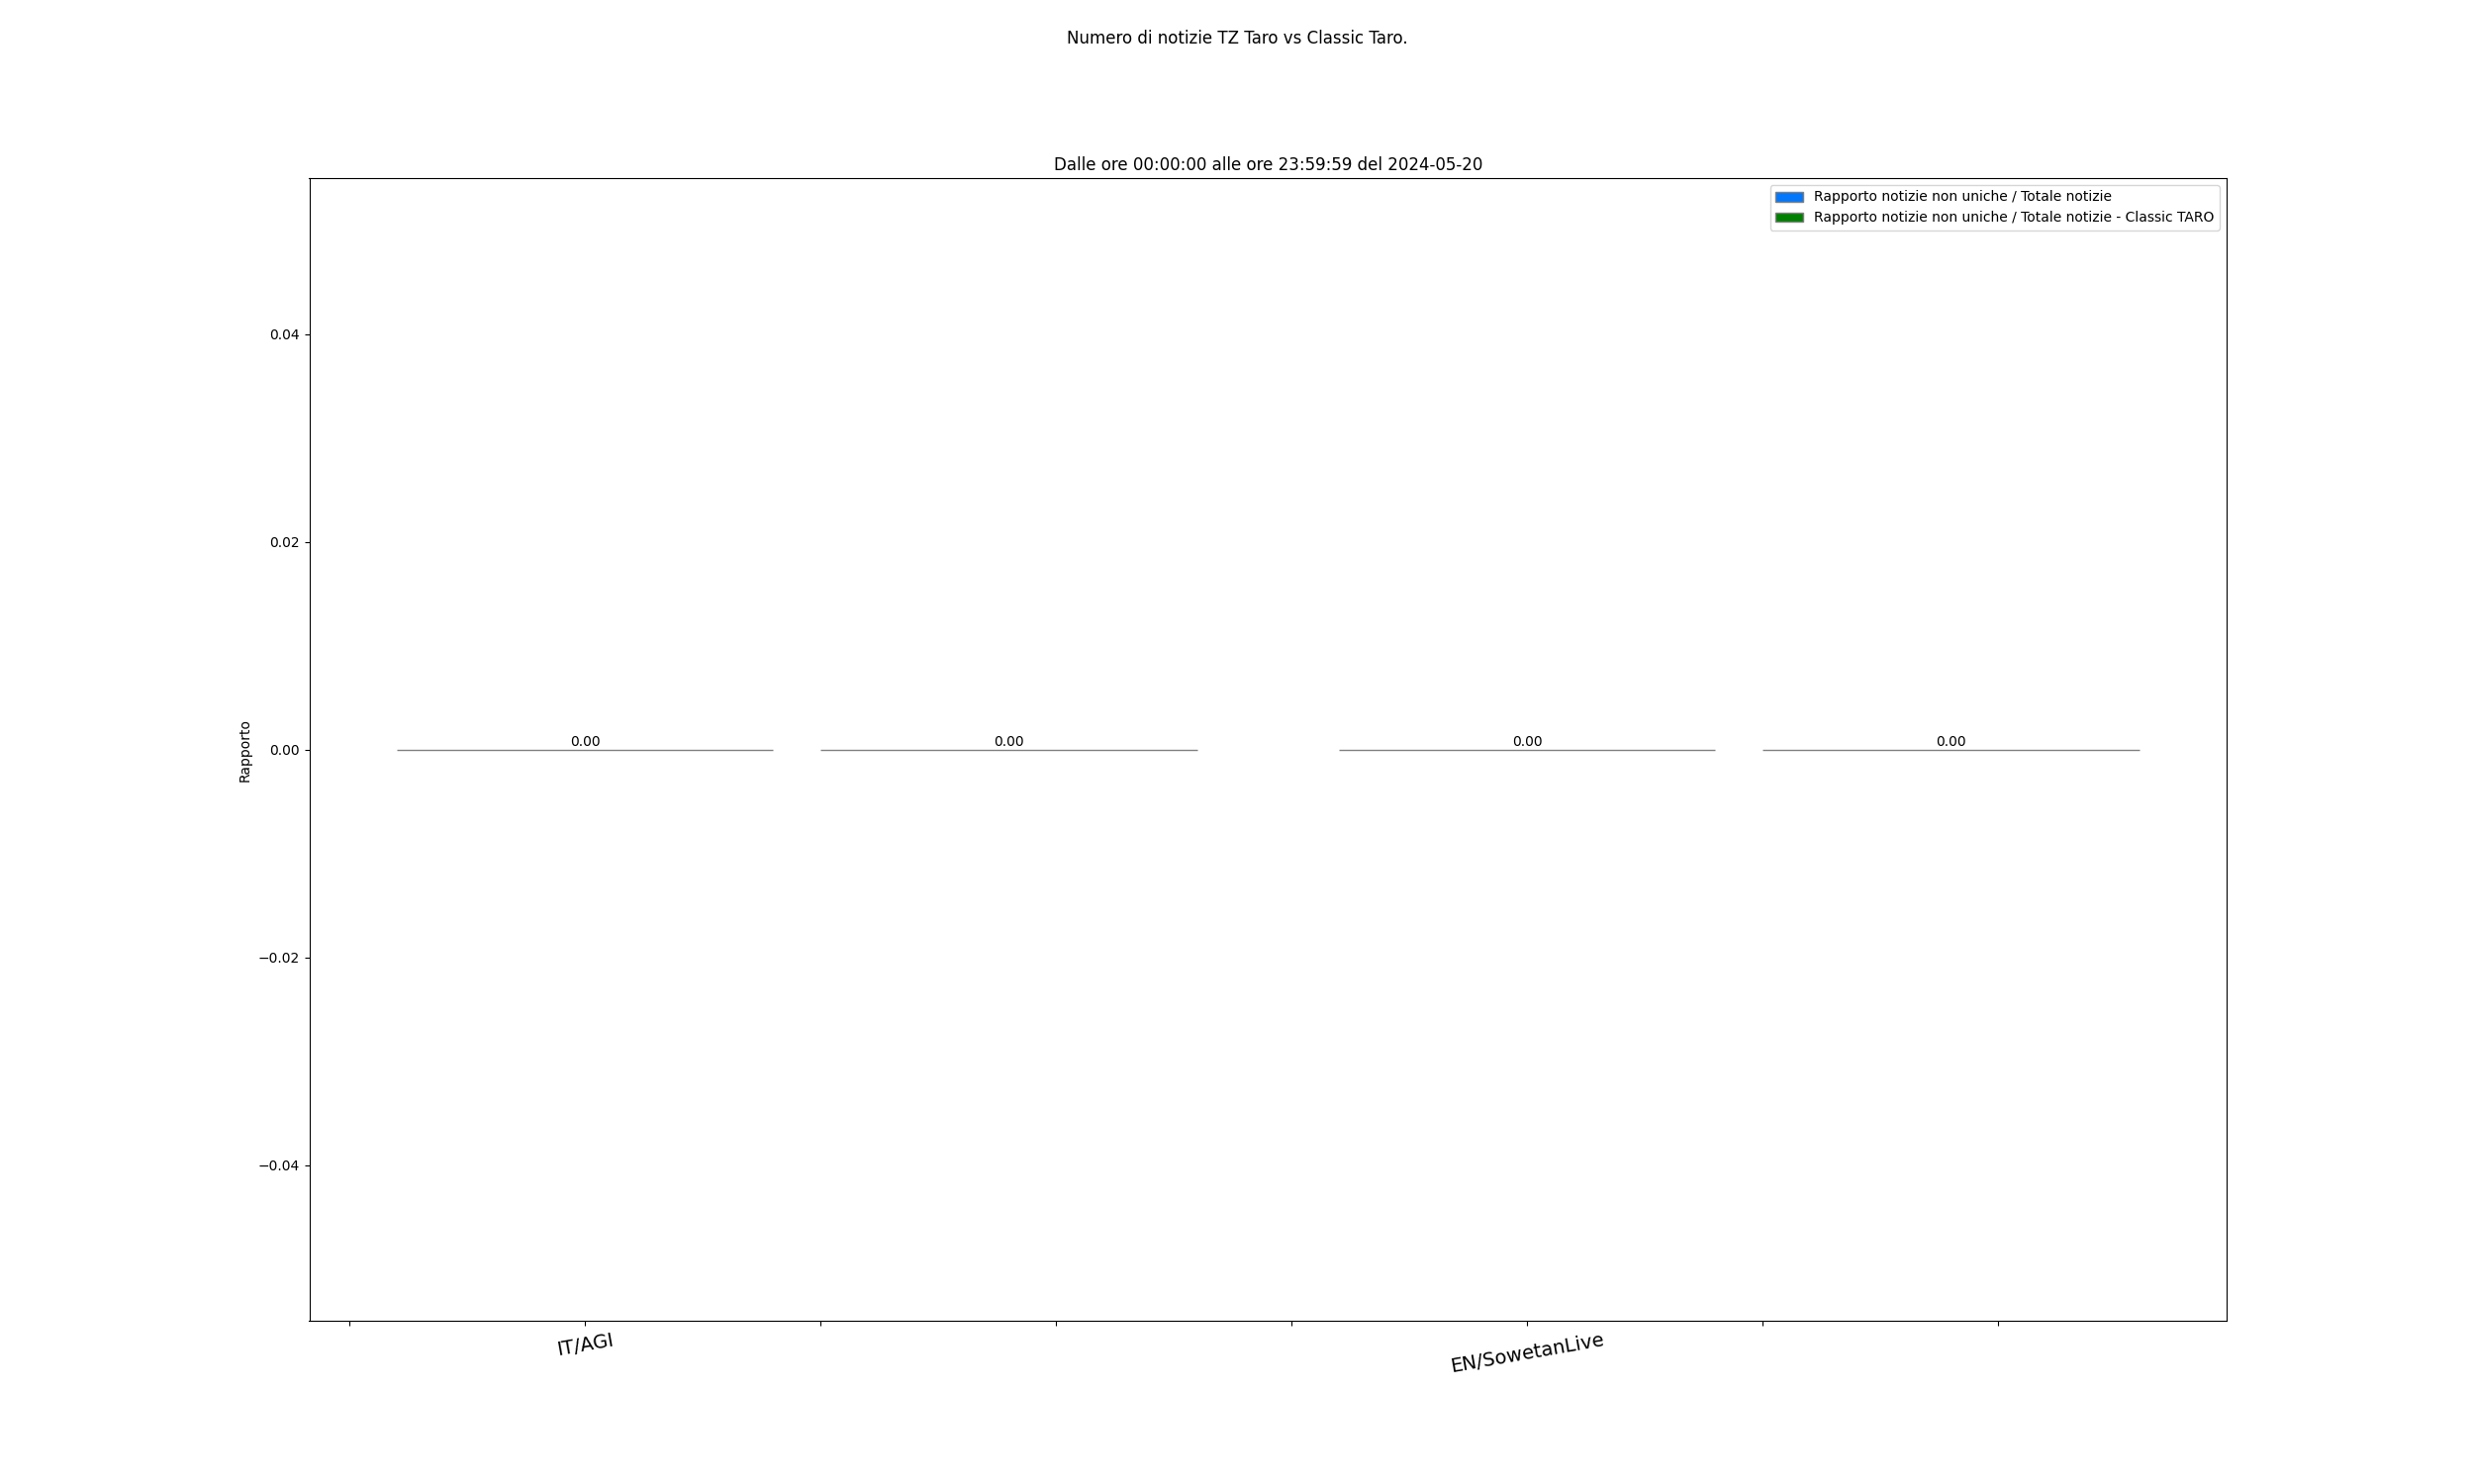 Numero di notizie TZ Taro vs Classic Taro.
Dalle ore 00:00:00 alle ore 23:59:59 del 2024-05-20
Rapporto notizie non uniche / Totale notizie
Rapporto notizie non uniche / Totale notizie - Classic TARO
0.04
0.02
0.00
−0.02
−0.04
Rapporto
0.00
0.00
0.00
0.00
IT/AGI
EN/SowetanLive